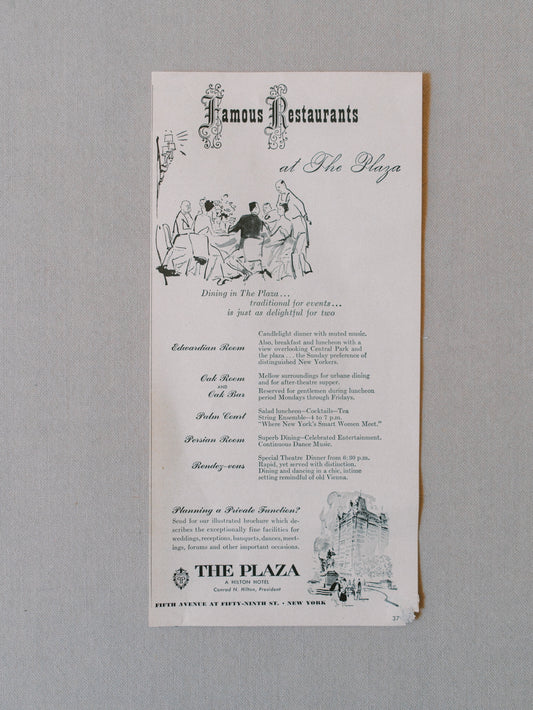 Famous Restaurants
at The Plaza
Dining in The Plaza...
traditional for events...
is just as delightful for two
Edwardian Room
Candlelight dinner with muted music.
Also, breakfast and luncheon with a
view overlooking Central Park and
the plaza . . . the Sunday preference of
distinguished New Yorkers.
Oak Room
AND
Oak Bar
Mellow surroundings for urbane dining
and for after-theatre supper.
Reserved for gentlemen during luncheon
period Mondays through Fridays.
Palm Court
Salad luncheon—Cocktails—Tea
String Ensemble—4 to 7 p.m.
"Where New York's Smart Women Meet."
Persian Room
Superb Dining—Celebrated Entertainment.
Continuous Dance Music.
Rendez-vous
Special Theatre Dinner from 6:30 p.m.
Rapid, yet served with distinction.
Dining and dancing in a chic, intime
setting remindful of old Vienna.
Planning a Private Function?
Send for our illustrated brochure which de-
scribes the exceptionally fine facilities for
weddings, receptions, banquets, dances, meet-
ings, forums and other important occasions.
THE PLAZA
A HILTON HOTEL
Conrad N. Hilton, President
FIFTH AVENUE AT FIFTY-NINTH ST. · NEW YORK
37